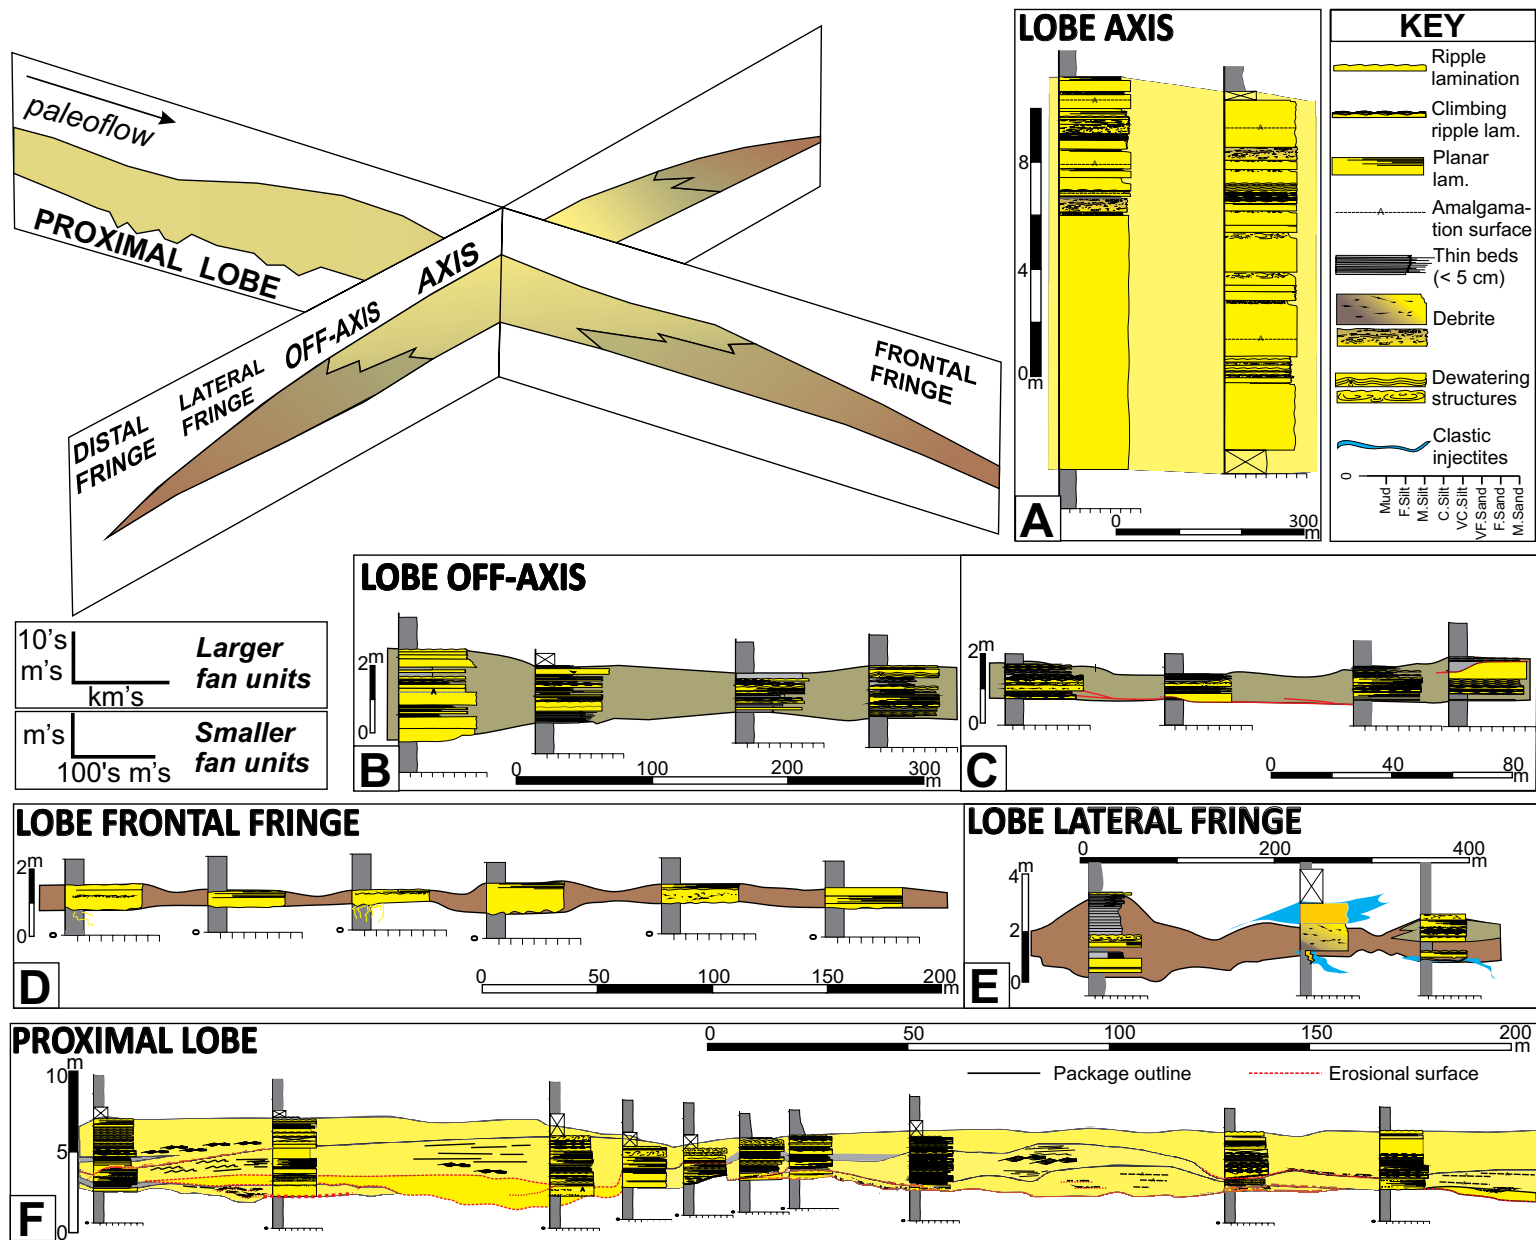 paleoflow
PROXIMAL LOBE
AXIS
OFF-AXIS
LATERAL
FRINGE
DISTAL
FRINGE
FRONTAL
FRINGE
10's
m's
km's
Larger
fan units
m's
100's m's
Smaller
fan units
LOBE AXIS
8
4
0
m
A
A
A
A
0
300
m
A
KEY
Ripple
lamination
Climbing
ripple lam.
Planar
lam.
A
Amalgama-
tion surface
Thin beds
(< 5 cm)
Debrite
Dewatering
structures
Clastic
injectites
0
Mud
F.Silt
M.Silt
C.Silt
VC.Silt
VF.Sand
F.Sand
M.Sand
LOBE OFF-AXIS
2
m
0
A
B
0
100
200
300
m
2
m
0
C
0
40
80
m
LOBE FRONTAL FRINGE
2
m
0
D
0
50
100
150
200
m
LOBE LATERAL FRINGE
0
200
400
m
4
m
2
0
E
PROXIMAL LOBE
0
50
100
150
200
m
Package outline
Erosional surface
10
m
5
0
F